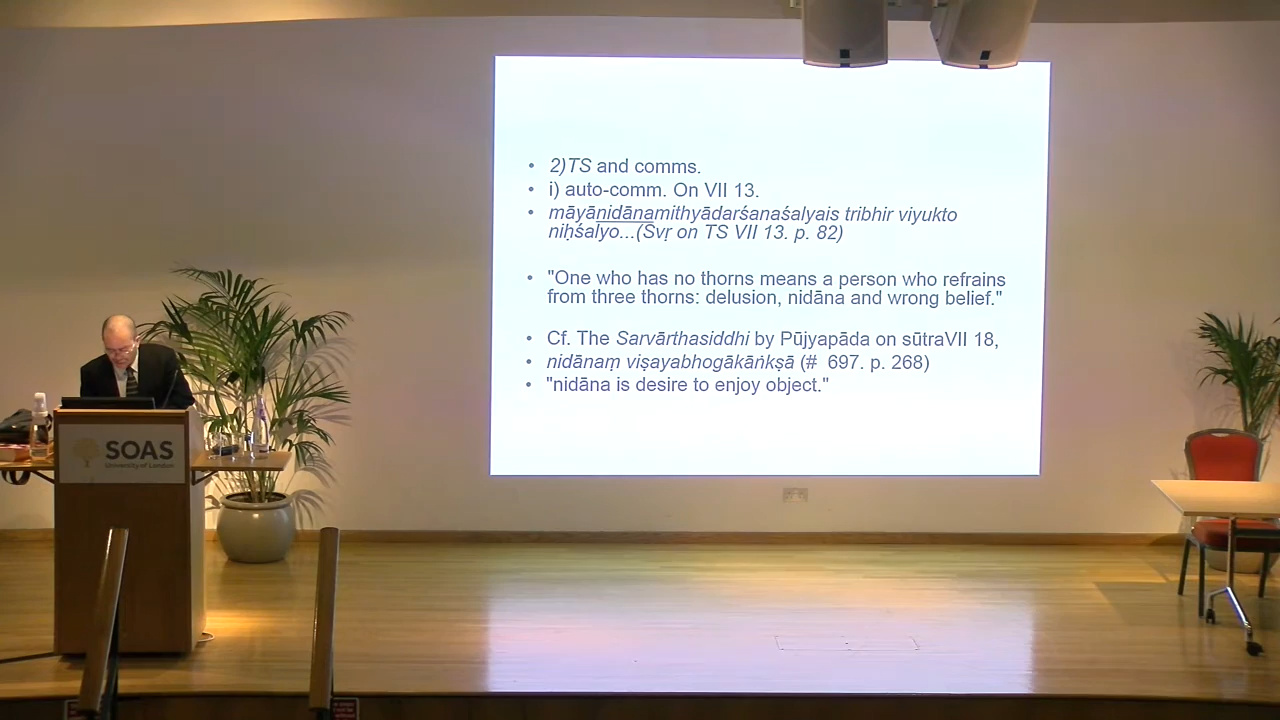 • 2)TS and comms.
• i) auto-comm. On VII 13.
• māyānidānamithyādarśanaśalyais tribhir viyukto
niḥśalyo...(Svṛ on TS VII 13. p. 82)
• "One who has no thorns means a person who refrains
from three thorns: delusion, nidāna and wrong belief."
• Cf. The Sarvārthasiddhi by Pūjyapāda on sūtraVII 18,
• nidānaṃ viṣayabhogākāṅkṣā (# 697. p. 268)
• "nidāna is desire to enjoy object."
SOAS
University of London